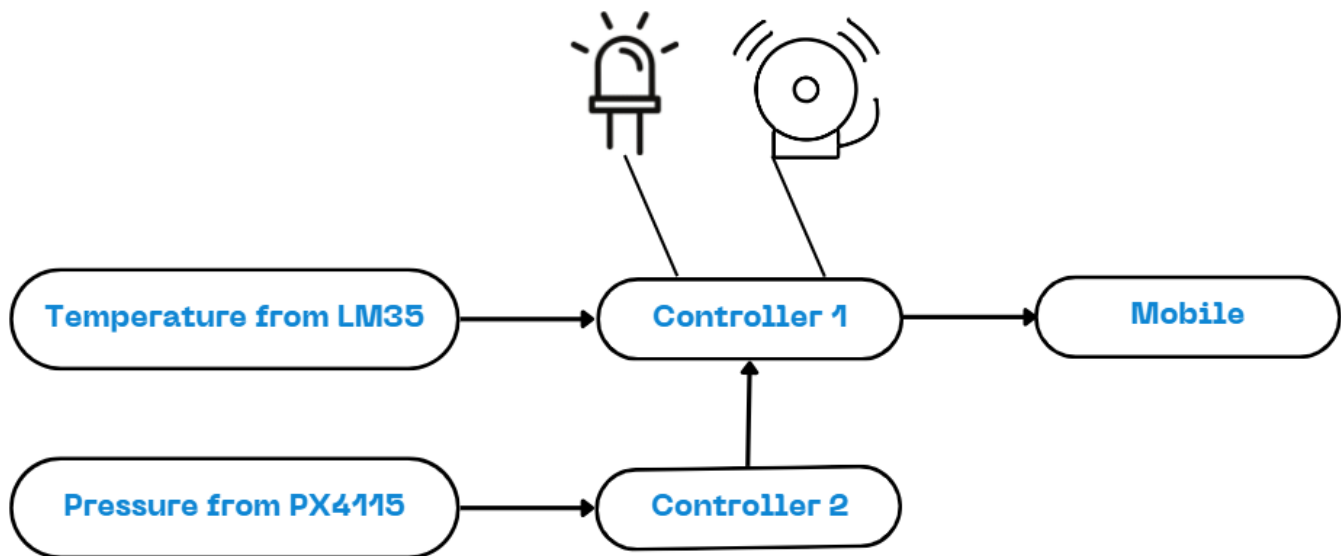 Temperature from LM35
Controller 1
Mobile
Pressure from PX4115
Controller 2